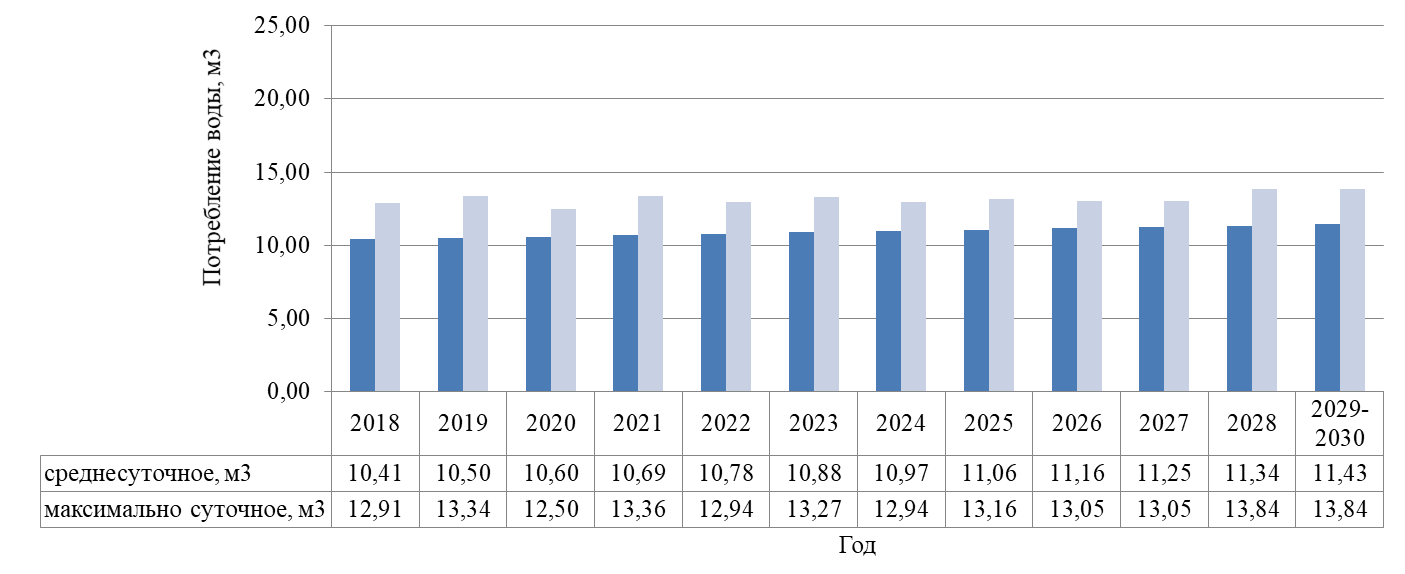 Потребление воды, м3
25,00
20,00
15,00
10,00
5,00
0,00
2018 2019 2020 2021 2022 2023 2024 2025 2026 2027 2028 2029-
2030
среднесуточное, м3 10,41 10,50 10,60 10,69 10,78 10,88 10,97 11,06 11,16 11,25 11,34 11,43
максимально суточное, м3 12,91 13,34 12,50 13,36 12,94 13,27 12,94 13,16 13,05 13,05 13,84 13,84
Год